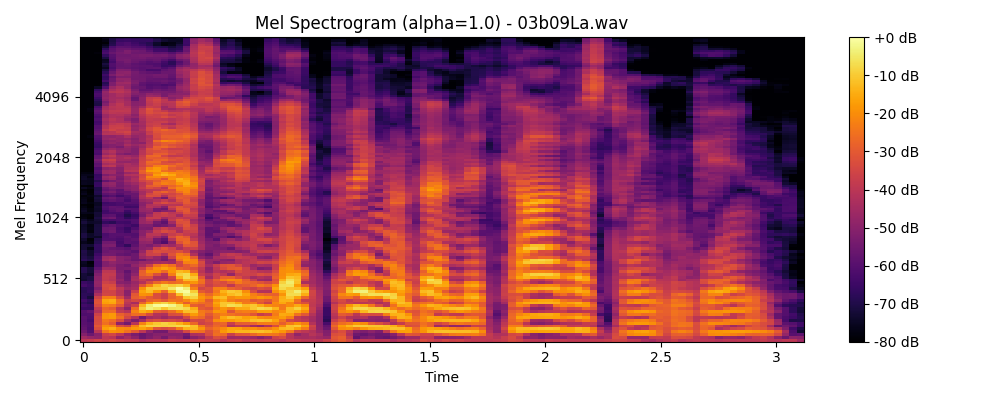 Mel Spectrogram (alpha=1.0) - 03b09La.wav
Mel Frequency
4096
2048
1024
512
0
0
0.5
1
1.5
2
2.5
3
Time
+0 dB
-10 dB
-20 dB
-30 dB
-40 dB
-50 dB
-60 dB
-70 dB
-80 dB